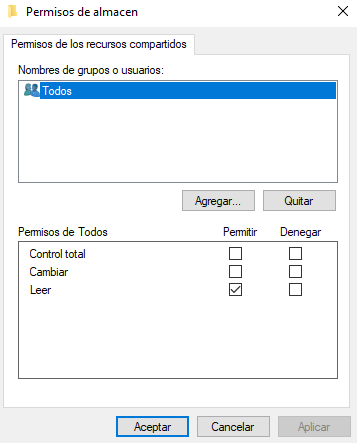 Permisos de almacen
Permisos de los recursos compartidos
Nombres de grupos o usuarios:
Todos
Agregar...
Quitar
Permisos de Todos Permitir Denegar
Control total
Cambiar
Leer
Aceptar
Cancelar
Aplicar